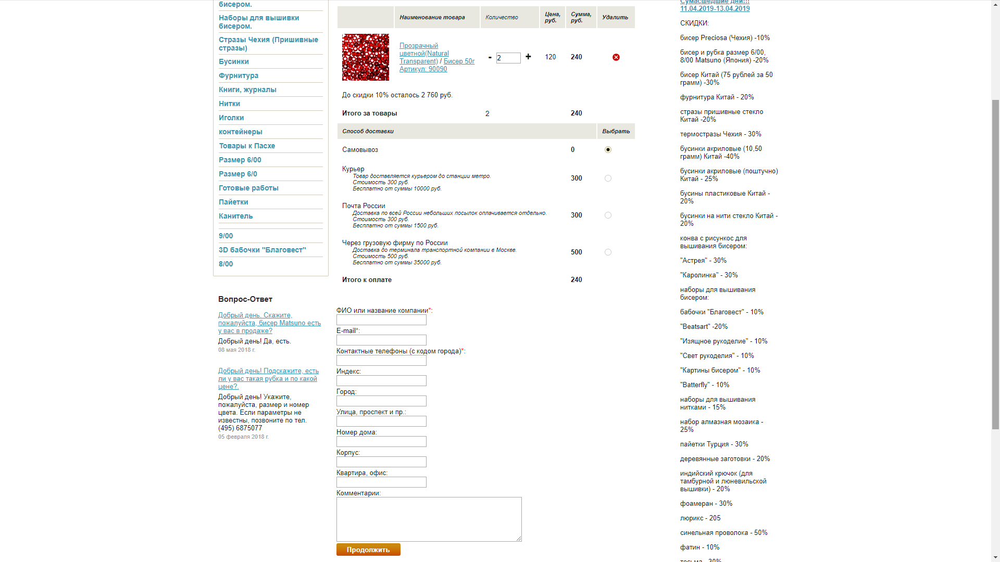 бисером.
Наборы для вышивки
бисером.
Стразы Чехия (Пришивные
стразы)
Бусинки
Фурнитура
Книги, журналы
Нитки
Иголки
контейнеры
Товары к Пасхе
Размер 6/00
Размер 6/0
Готовые работы
Пайетки
Канитель
9/00
3D бабочки "Благовест"
8/00
Вопрос-Ответ
Добрый день. Скажите,
пожалуйста, бисер Matsuno есть
у вас в продаже?
Добрый день! Да, есть.
08 мая 2018 г.
Добрый день! Подскажите, есть
ли у вас такая рубка и по какой
цене?.
Добрый день! Укажите,
пожалуйста, размер и номер
цвета. Если параметры не
известны, позвоните по тел.
(495) 6875077
05 февраля 2018 г.
Наименование товара Количество Цена, руб. Сумма, руб. Удалить
Прозрачный
цветной(Natural
Transparent) / Бисер 50г
Артикул: 90090
- 2 + 120 240
До скидки 10% осталось 2 760 руб.
Итого за товары 2 240
Способ доставки Выбрать
Самовывоз 0
Курьер
Товар доставляется курьером до станции метро.
Стоимость 300 руб. 300
Бесплатно от суммы 10000 руб.
Почта России
Доставка по всей России небольших посылок оплачивается отдельно. 300
Стоимость 300 руб.
Бесплатно от суммы 1500 руб.
Через грузовую фирму по России
Доставка до терминала транспортной компании в Москве. 500
Стоимость 500 руб.
Бесплатно от суммы 35000 руб.
Итого к оплате 240
ФИО или название компании*:
E-mail*:
Контактные телефоны (с кодом города)*:
Индекс:
Город:
Улица, проспект и пр.:
Номер дома:
Корпус:
Квартира, офис:
Комментарии:
Продолжить
Сумасшедшие дни!!!
11.04.2019-13.04.2019
СКИДКИ:
бисер Preciosa (Чехия) -10%
бисер и рубка размер 6/00,
8/00 Matsuno (Япония) -20%
бисер Китай (75 рублей за 50
грамм) -30%
фурнитура Китай - 20%
стразы пришивные стекло
Китай -20%
термостразы Чехия - 30%
бусинки акриловые (10,50
грамм) Китай -40%
бусинки акриловые (поштучно)
Китай - 25%
бусины пластиковые Китай -
20%
бусинки на нити стекло Китай -
20%
конва с рисункос для
вышивания бисером:
"Астрея" - 30%
"Каролинка" - 30%
наборы для вышивания
бисером:
бабочки "Благовест" - 10%
"Beatsart" -20%
"Изящное рукоделие" - 10%
"Свет рукоделия" - 10%
"Картины бисером" - 10%
"Batterfly" - 10%
наборы для вышивания
нитками - 15%
набор алмазная мозаика -
25%
пайетки Турция - 30%
деревянные заготовки - 20%
индийский крючок (для
тамбурной и люневильской
вышивки) - 20%
фоамеран - 30%
люрикс - 205
синельная проволока - 50%
фатин - 10%
тесьма - 30%